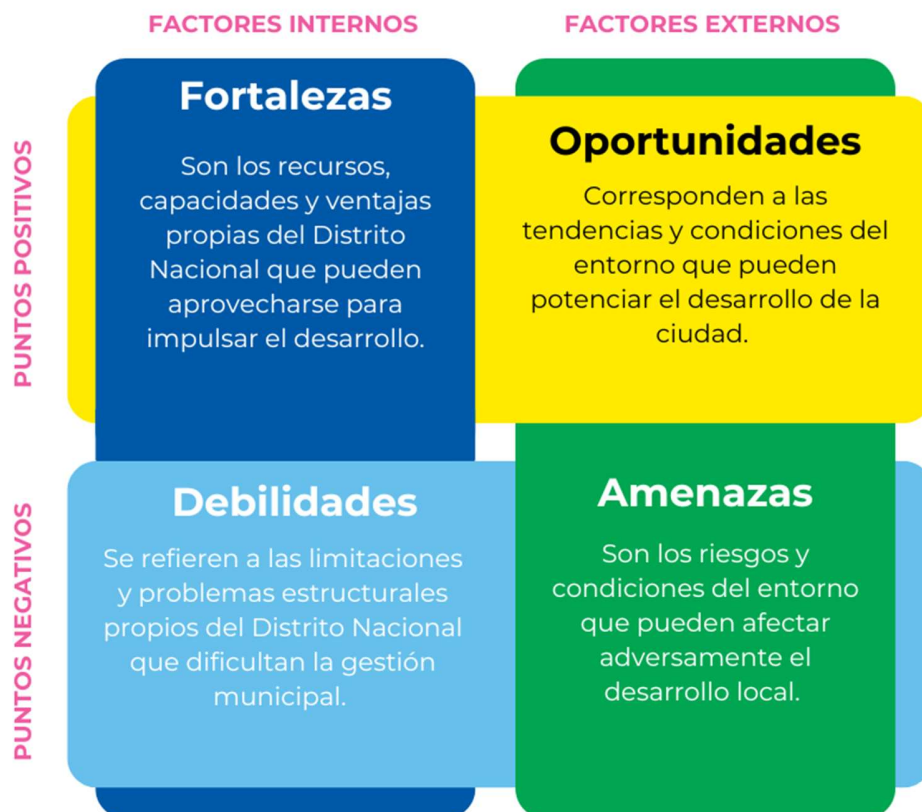 FACTORES INTERNOS
FACTORES EXTERNOS
PUNTOS POSITIVOS
Fortalezas
Son los recursos,
capacidades y ventajas
propias del Distrito
Nacional que pueden
aprovecharse para
impulsar el desarrollo.
Oportunidades
Corresponden a las
tendencias y condiciones del
entorno que pueden
potenciar el desarrollo de la
ciudad.
PUNTOS NEGATIVOS
Debilidades
Se refieren a las limitaciones
y problemas estructurales
propios del Distrito Nacional
que dificultan la gestión
municipal.
Amenazas
Son los riesgos y
condiciones del entorno
que pueden afectar
adversamente el
desarrollo local.